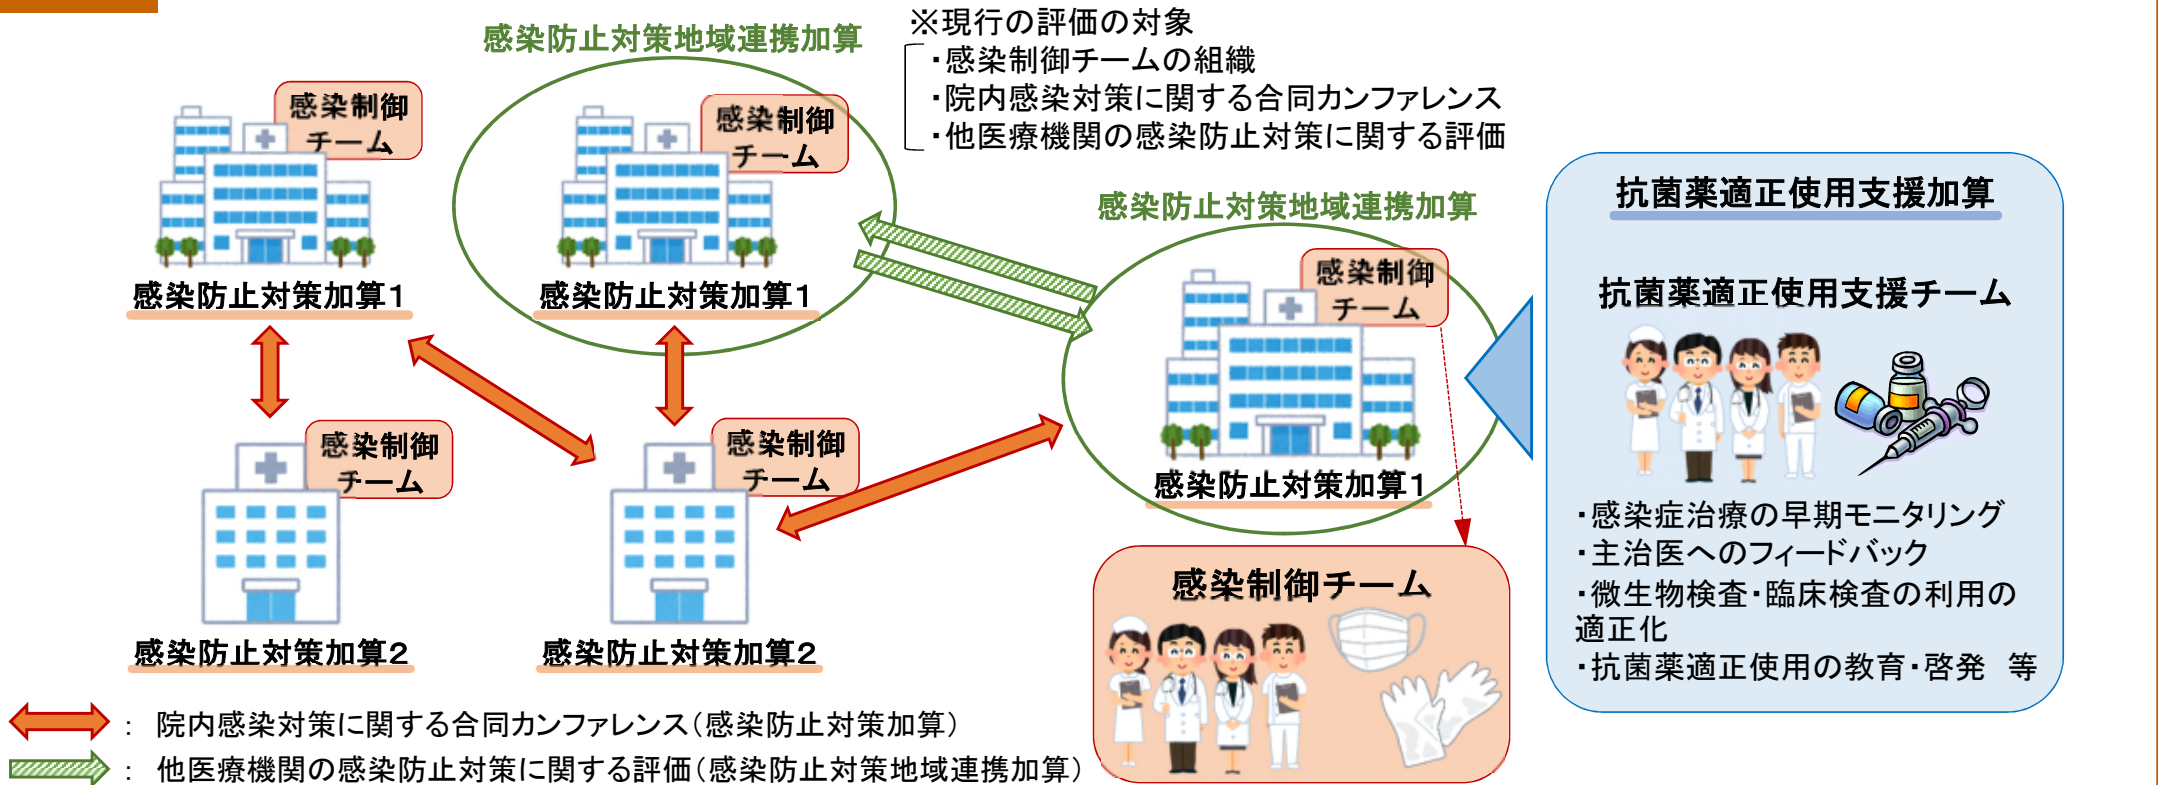 ※現行の評価の対象
・感染制御チームの組織
・院内感染対策に関する合同カンファレンス
・他医療機関の感染防止対策に関する評価
感染防止対策地域連携加算
感染制御
チーム
感染防止対策加算1
感染制御
チーム
感染防止対策加算1
感染防止対策地域連携加算
感染制御
チーム
感染防止対策加算1
感染制御
チーム
感染防止対策加算2
感染制御
チーム
感染防止対策加算2
感染制御チーム
抗菌薬適正使用支援加算
抗菌薬適正使用支援チーム
・感染症治療の早期モニタリング
・主治医へのフィードバック
・微生物検査・臨床検査の利用の
適正化
・抗菌薬適正使用の教育・啓発　等
： 院内感染対策に関する合同カンファレンス（感染防止対策加算）
： 他医療機関の感染防止対策に関する評価（感染防止対策地域連携加算）